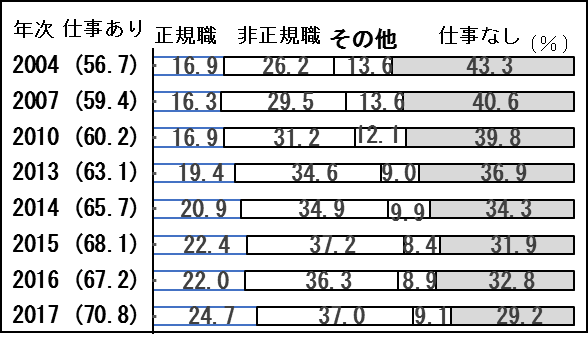 年次 仕事あり 正規職 非正規職 その他 仕事なし (%)
2004 (56.7) 16.9 26.2 13.6 43.3
2007 (59.4) 16.3 29.5 13.6 40.6
2010 (60.2) 16.9 31.2 12.1 39.8
2013 (63.1) 19.4 34.6 9.0 36.9
2014 (65.7) 20.9 34.9 9.9 34.3
2015 (68.1) 22.4 37.2 8.4 31.9
2016 (67.2) 22.0 36.3 8.9 32.8
2017 (70.8) 24.7 37.0 9.1 29.2